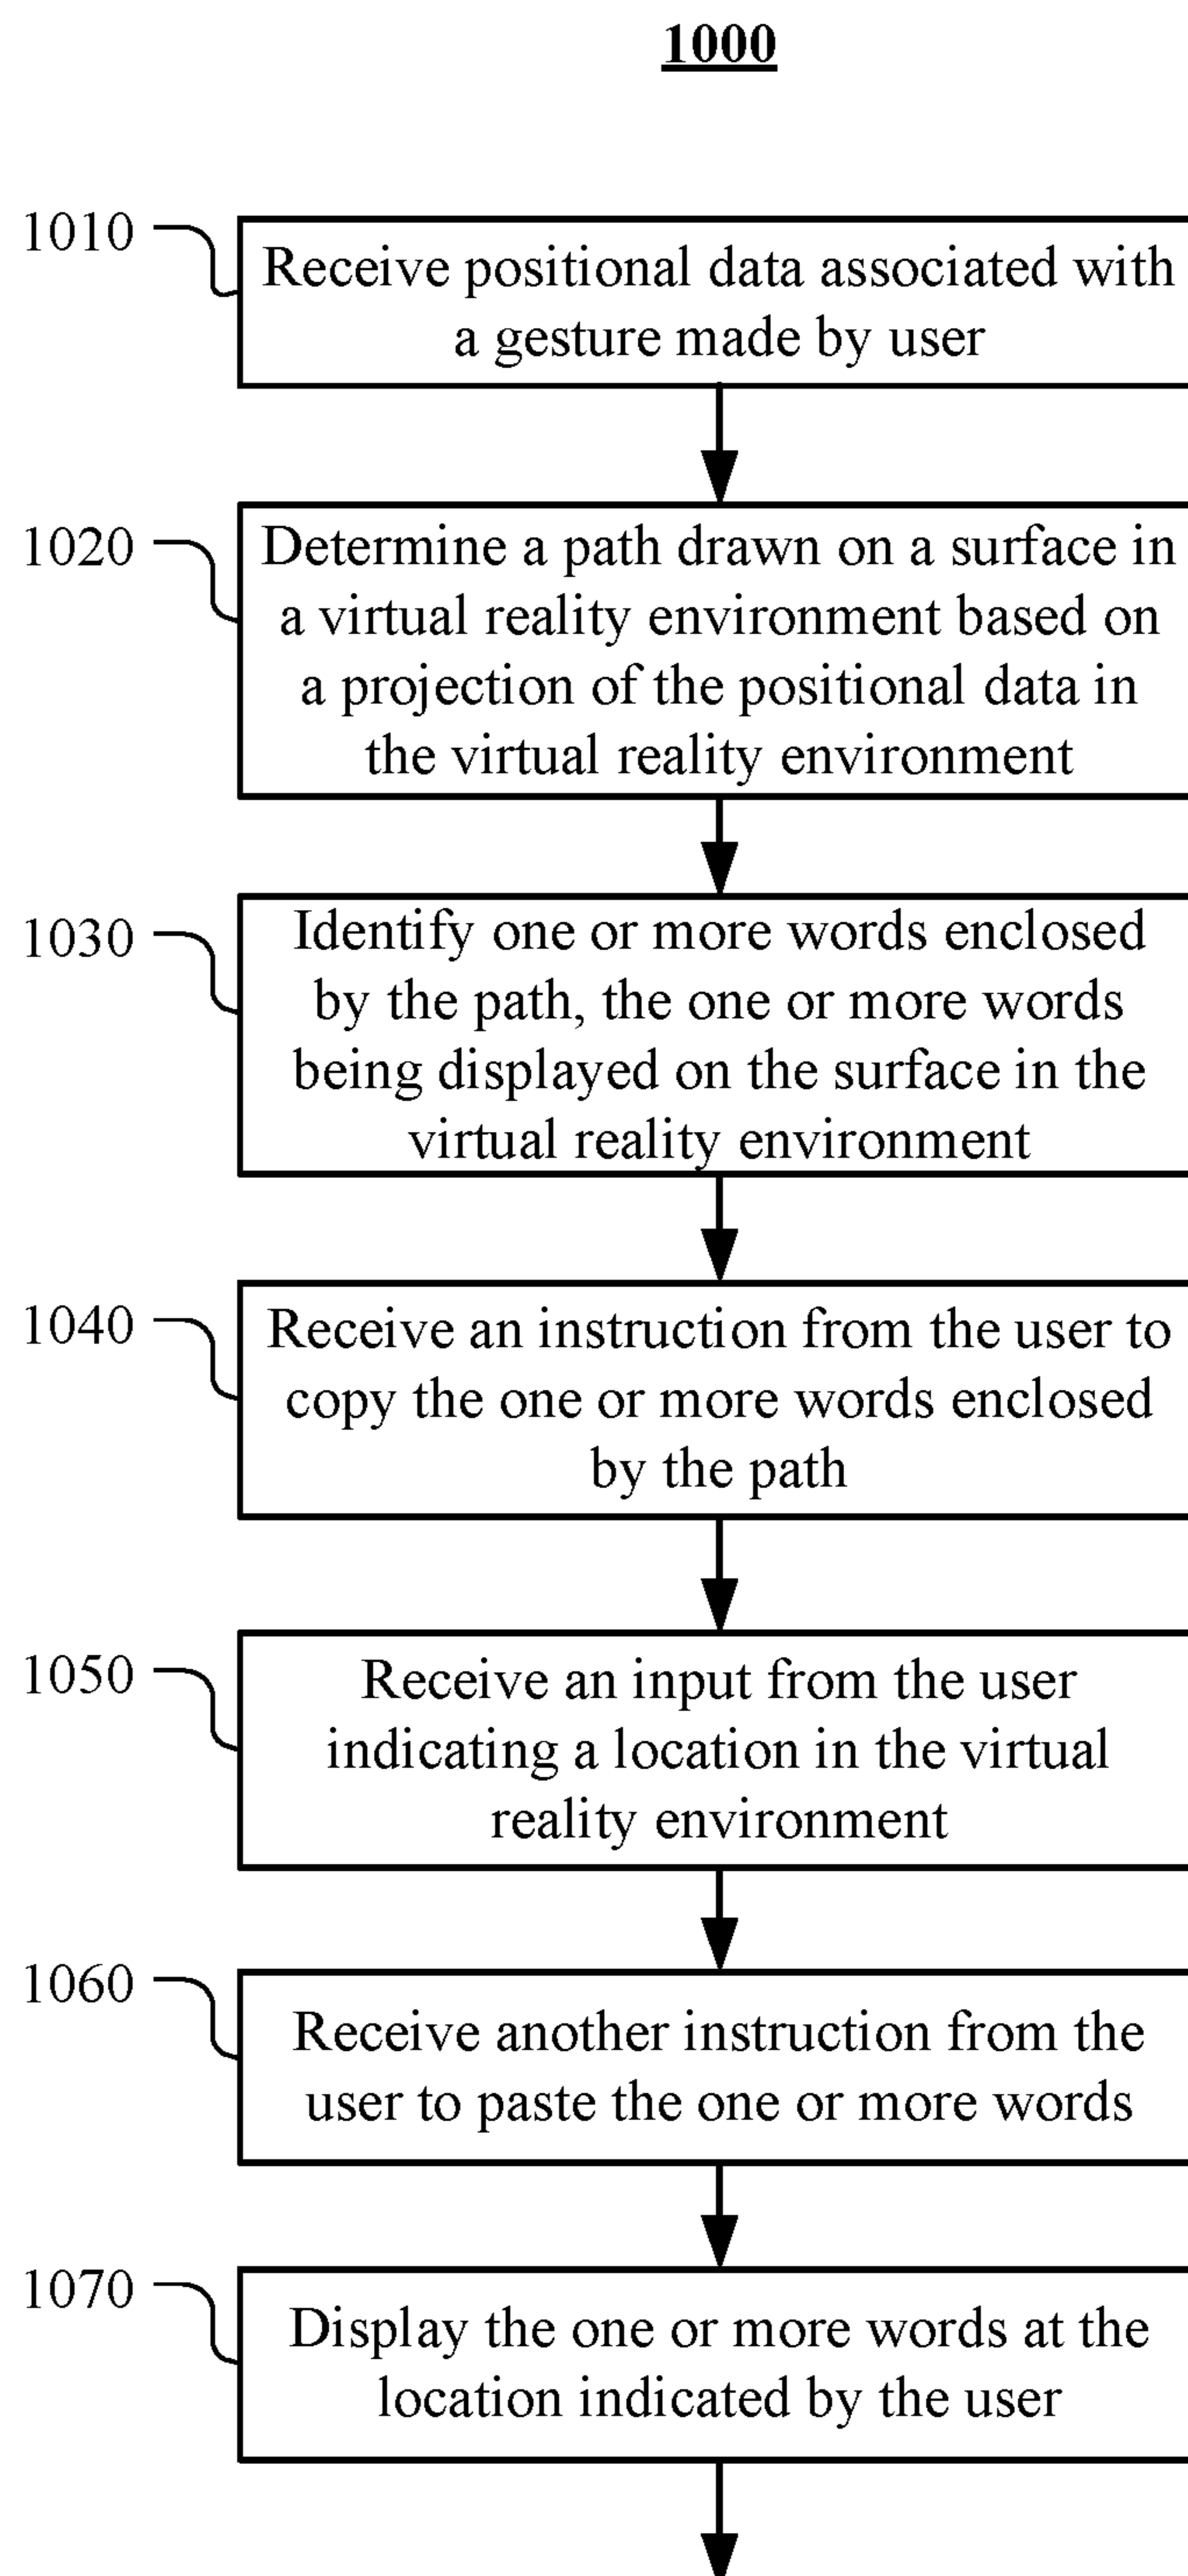 1000
1010
Receive positional data associated with
a gesture made by user
1020
Determine a path drawn on a surface in
a virtual reality environment based on
a projection of the positional data in
the virtual reality environment
1030
Identify one or more words enclosed
by the path, the one or more words
being displayed on the surface in the
virtual reality environment
1040
Receive an instruction from the user to
copy the one or more words enclosed
by the path
1050
Receive an input from the user
indicating a location in the virtual
reality environment
1060
Receive another instruction from the
user to paste the one or more words
1070
Display the one or more words at the
location indicated by the user